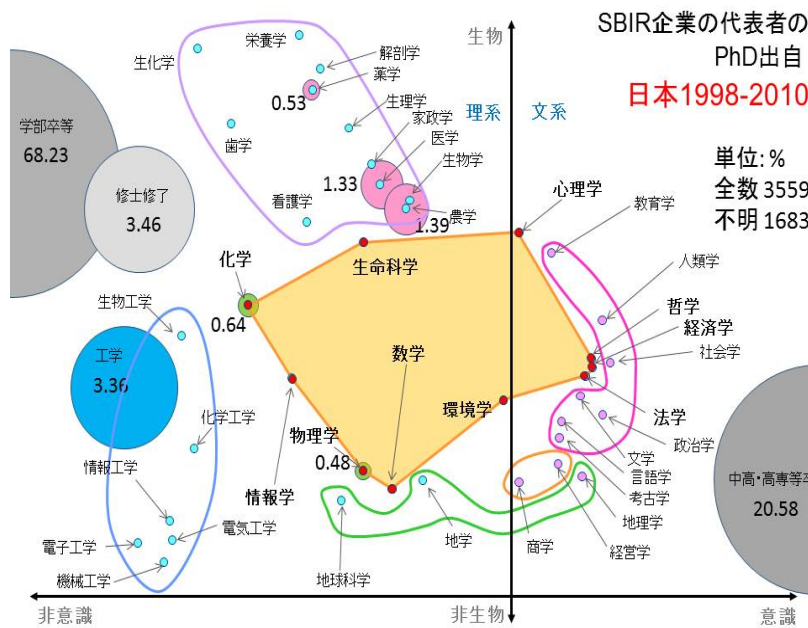 SBIR企業の代表者の
PhD出自
日本1998-2010
単位: %
全数 3559
不明 1683
生物
理系
文系
栄養学
生化学
解剖学
薬学
0.53
生理学
歯学
家政学
医学
1.33
生物学
看護学
農学
1.39
学部卒等
68.23
修士修了
3.46
心理学
教育学
人類学
哲学
経済学
社会学
化学
0.64
生命科学
生物工学
工学
3.36
数学
環境学
法学
政治学
化学工学
物理学
0.48
文学
言語学
考古学
地理学
情報工学
情報学
電気工学
電子工学
機械工学
地球科学
地学
商学
経営学
中高・高専等卒
20.58
非意識
非生物
意識